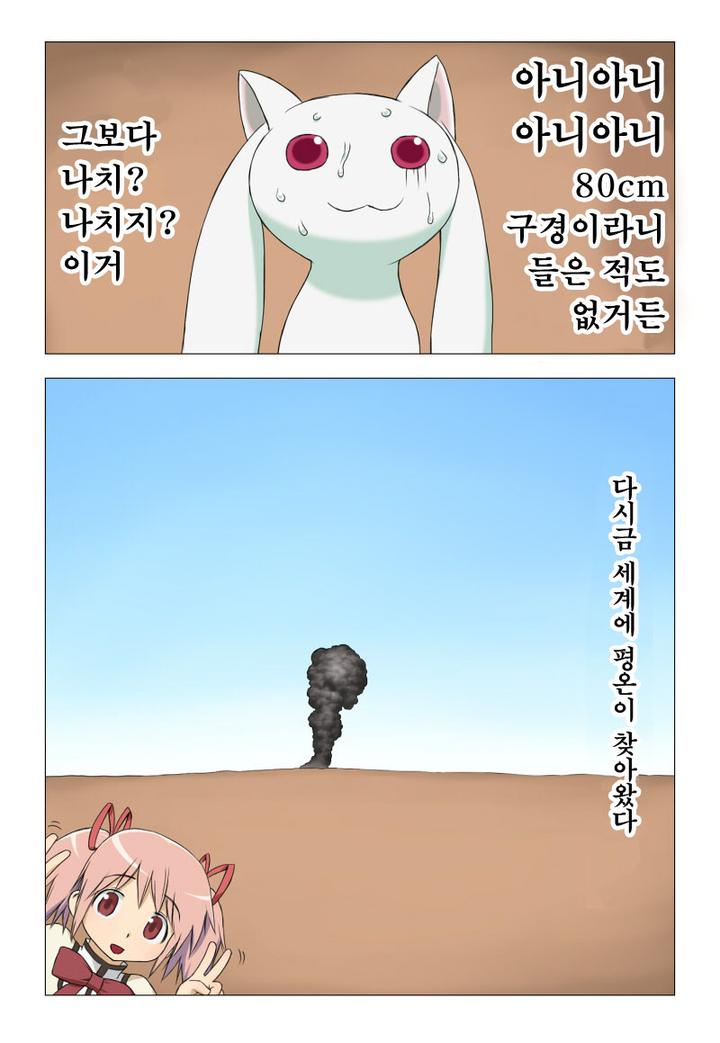 아니아니
아니아니
80cm
구경이라니
들은 적도
없거든
그보다
나치?
나치지?
이거
다시금 세계에 평온이 찾아왔다